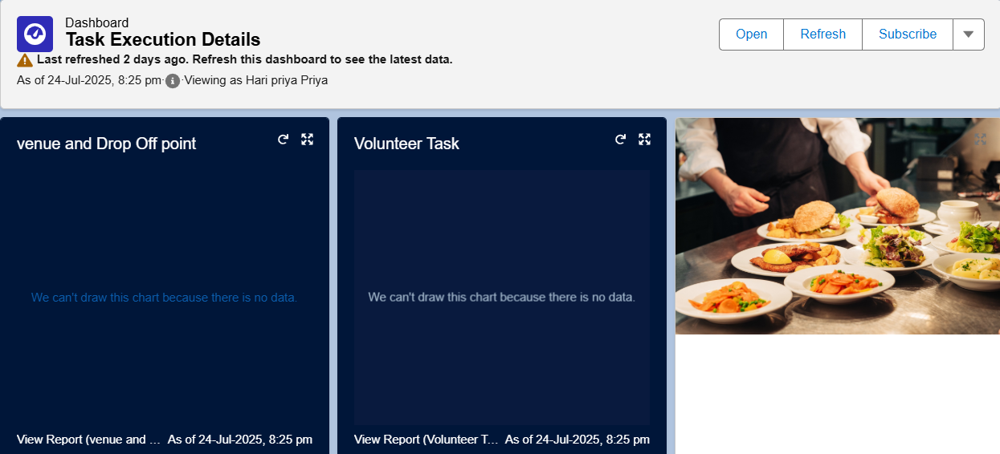 Dashboard
Task Execution Details
Last refreshed 2 days ago. Refresh this dashboard to see the latest data.
As of 24-Jul-2025, 8:25 pm·Viewing as Hari priya Priya
Open
Refresh
Subscribe
venue and Drop Off point
We can't draw this chart because there is no data.
View Report (venue and ... As of 24-Jul-2025, 8:25 pm
Volunteer Task
We can't draw this chart because there is no data.
View Report (Volunteer T... As of 24-Jul-2025, 8:25 pm